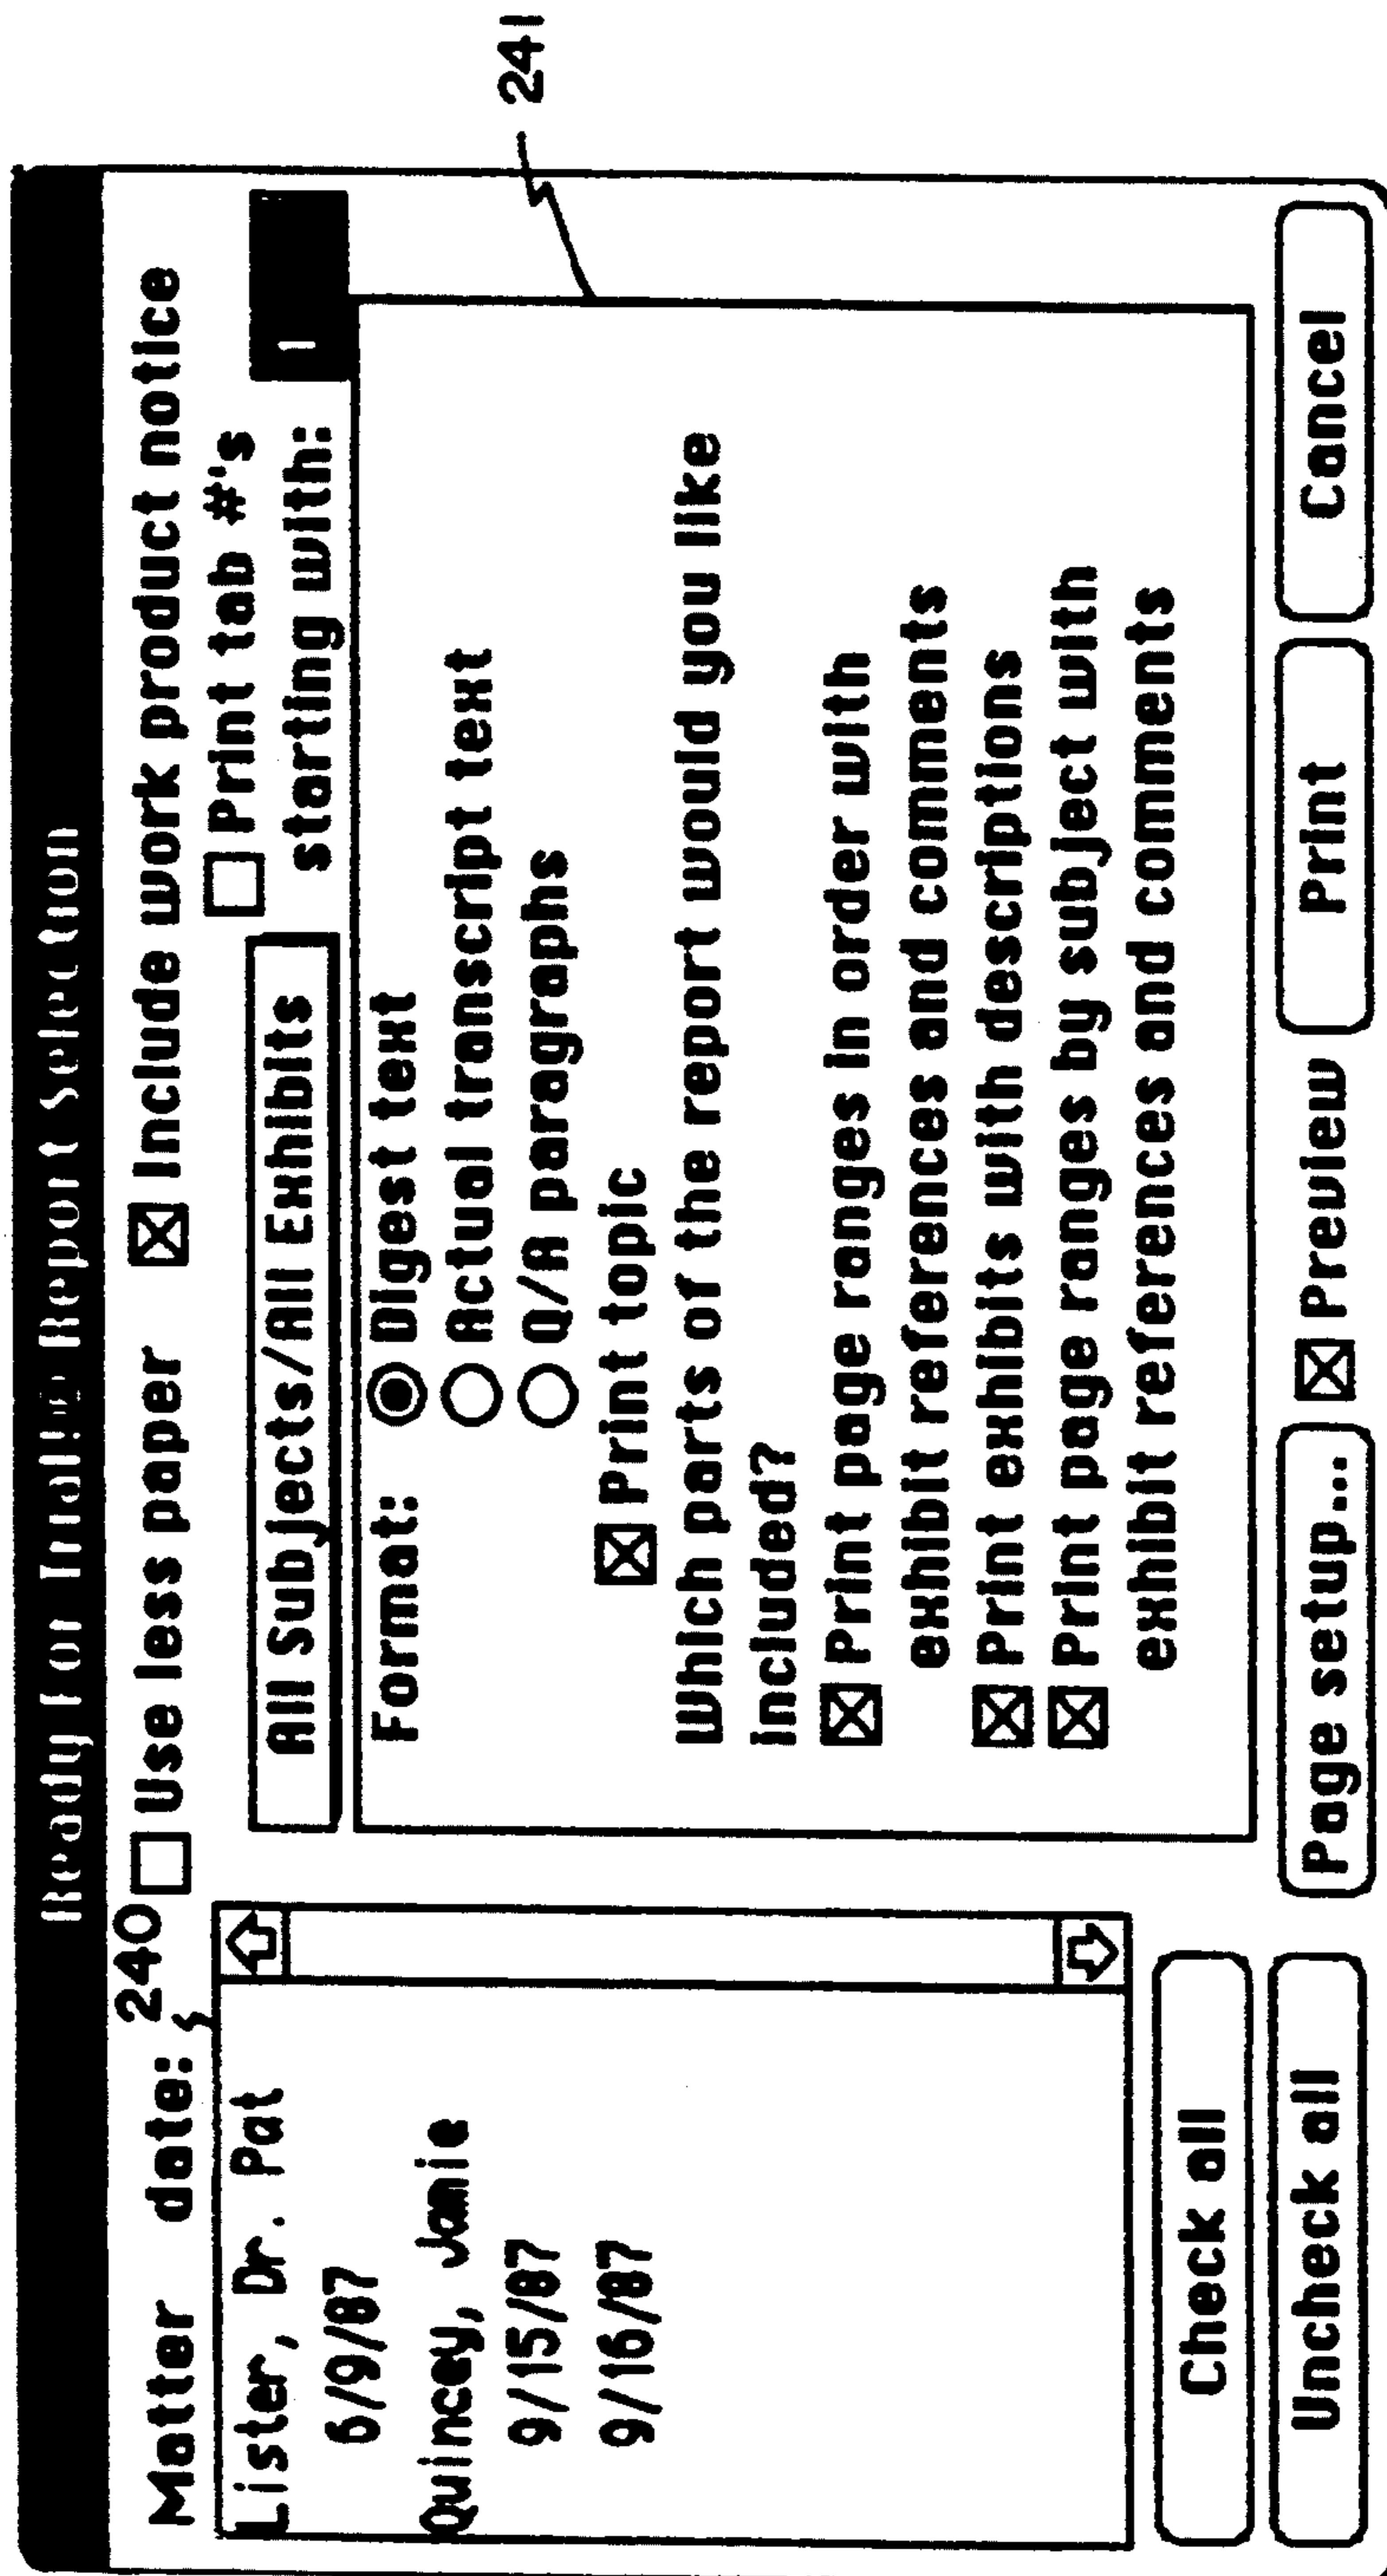 Ready For Trial!® Report Selection
Matter date: 240
Use less paper
Include work product notice
Print tab #'s
starting with:
1
All Subjects/All Exhibits
Lister, Dr. Pat
6/9/87
Quincey, Janie
9/15/87
9/16/87
Format:
Digest text
Actual transcript text
Q/A paragraphs
Print topic
Which parts of the report would you like
included?
Print page ranges in order with
exhibit references and comments
Print exhibits with descriptions
Print page ranges by subject with
exhibit references and comments
241
Check all
Uncheck all
Page setup...
Preview
Print
Cancel